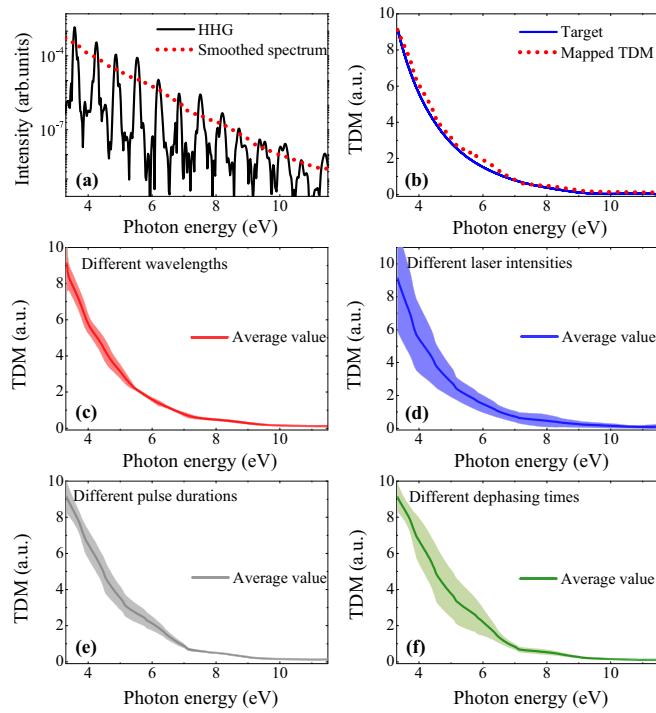 HHG
Smoothed spectrum
10⁻⁴
10⁻⁷
Intensity (arb.units)
(a)
4 6 8 10
Photon energy (eV)
10
8
6
4
2
0
TDM (a.u.)
Target
Mapped TDM
(b)
4 6 8 10
Photon energy (eV)
10
8
6
4
2
0
TDM (a.u.)
Different wavelengths
Average value
(c)
4 6 8 10
Photon energy (eV)
10
8
6
4
2
0
TDM (a.u.)
Different laser intensities
Average value
(d)
4 6 8 10
Photon energy (eV)
10
8
6
4
2
0
TDM (a.u.)
Different pulse durations
Average value
(e)
4 6 8 10
Photon energy (eV)
10
8
6
4
2
0
TDM (a.u.)
Different dephasing times
Average value
(f)
4 6 8 10
Photon energy (eV)